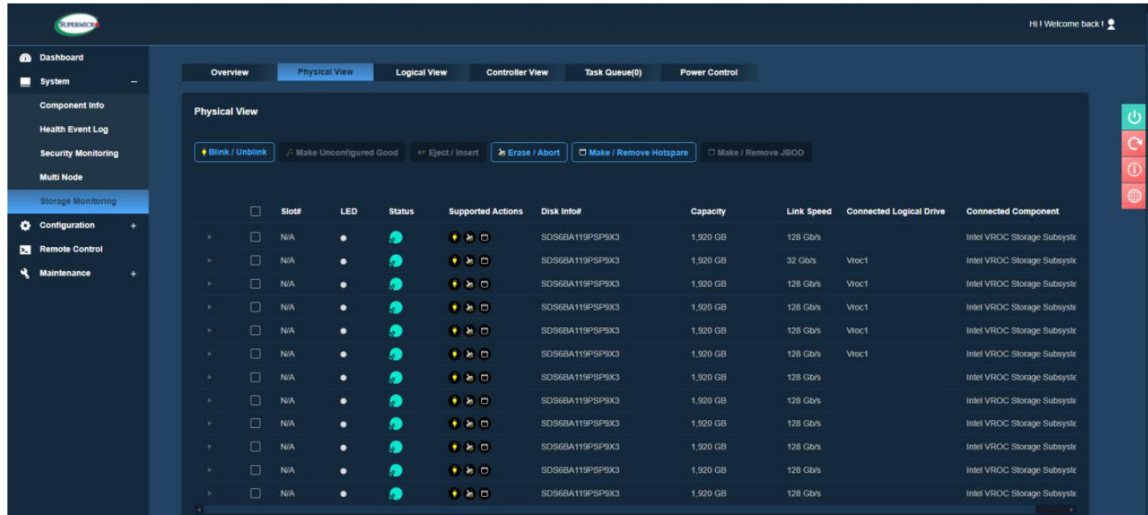 SUPERMICR
Hi ! Welcome back !
Dashboard
System
Component Info
Health Event Log
Security Monitoring
Multi Node
Storage Monitoring
Configuration
Remote Control
Maintenance
Overview Physical View Logical View Controller View Task Queue(0) Power Control
Physical View
Blink / Unblink Make Unconfigured Good Eject / Insert Erase / Abort Make / Remove Hotspare Make / Remove JBOD
Slot# LED Status Supported Actions Disk Info# Capacity Link Speed Connected Logical Drive Connected Component
N/A SDS6BA119PSP9X3 1,920 GB 128 Gb/s Intel VROC Storage Subsyste
N/A SDS6BA119PSP9X3 1,920 GB 32 Gb/s Vroc1 Intel VROC Storage Subsyste
N/A SDS6BA119PSP9X3 1,920 GB 128 Gb/s Vroc1 Intel VROC Storage Subsyste
N/A SDS6BA119PSP9X3 1,920 GB 128 Gb/s Vroc1 Intel VROC Storage Subsyste
N/A SDS6BA119PSP9X3 1,920 GB 128 Gb/s Vroc1 Intel VROC Storage Subsyste
N/A SDS6BA119PSP9X3 1,920 GB 128 Gb/s Vroc1 Intel VROC Storage Subsyste
N/A SDS6BA119PSP9X3 1,920 GB 128 Gb/s Intel VROC Storage Subsyste
N/A SDS6BA119PSP9X3 1,920 GB 128 Gb/s Intel VROC Storage Subsyste
N/A SDS6BA119PSP9X3 1,920 GB 128 Gb/s Intel VROC Storage Subsyste
N/A SDS6BA119PSP9X3 1,920 GB 128 Gb/s Intel VROC Storage Subsyste
N/A SDS6BA119PSP9X3 1,920 GB 128 Gb/s Intel VROC Storage Subsyste
N/A SDS6BA119PSP9X3 1,920 GB 128 Gb/s Intel VROC Storage Subsyste